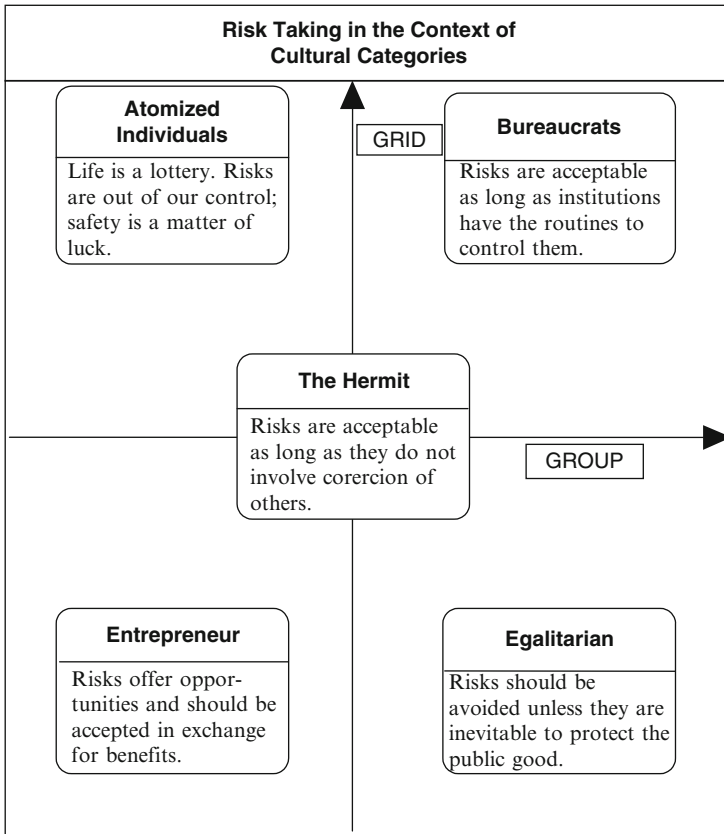 Risk Taking in the Context of
Cultural Categories
Atomized
Individuals
Life is a lottery. Risks
are out of our control;
safety is a matter of
luck.
GRID
Bureaucrats
Risks are acceptable
as long as institutions
have the routines to
control them.
The Hermit
Risks are acceptable
as long as they do not
involve corercion of
others.
GROUP
Entrepreneur
Risks offer oppor-
tunities and should be
accepted in exchange
for benefits.
Egalitarian
Risks should be
avoided unless they are
inevitable to protect the
public good.